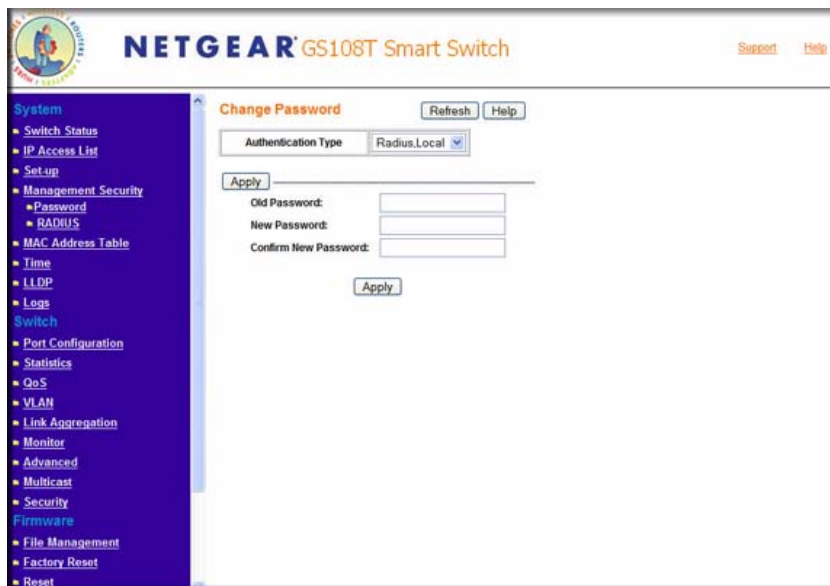 NETGEAR GS108T Smart Switch
Support Help
System
Switch Status
IP Access List
Set-up
Management Security
Password
RADIUS
MAC Address Table
Time
LLDP
Logs
Switch
Port Configuration
Statistics
QoS
VLAN
Link Aggregation
Monitor
Advanced
Multicast
Security
Firmware
File Management
Factory Reset
Reset
Change Password
Refresh Help
Authentication Type Radius,Local
Apply
Old Password:
New Password:
Confirm New Password:
Apply